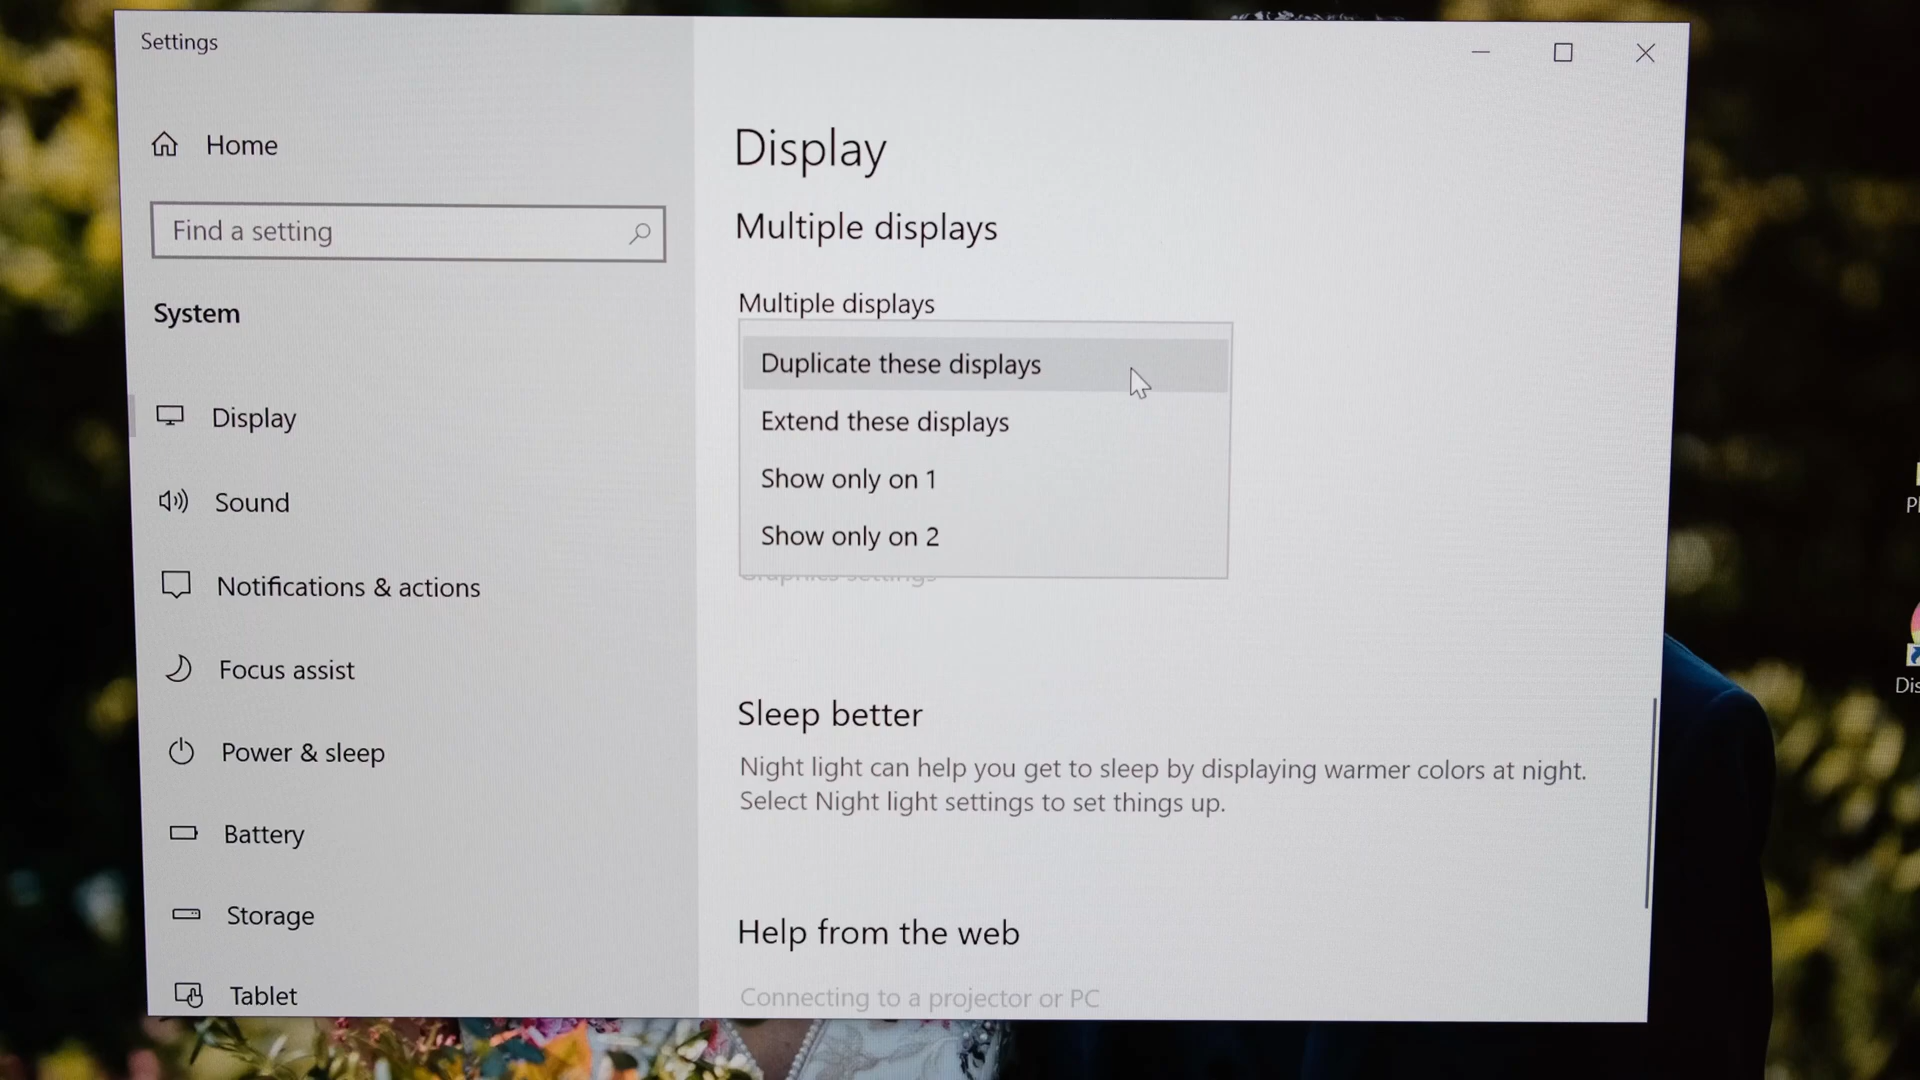 Settings
Home
Find a setting
System
Display
Sound
Notifications & actions
Focus assist
Power & sleep
Battery
Storage
Tablet
Display
Multiple displays
Multiple displays
Duplicate these displays
Extend these displays
Show only on 1
Show only on 2
Graphics settings
Sleep better
Night light can help you get to sleep by displaying warmer colors at night.
Select Night light settings to set things up.
Help from the web
Connecting to a projector or PC